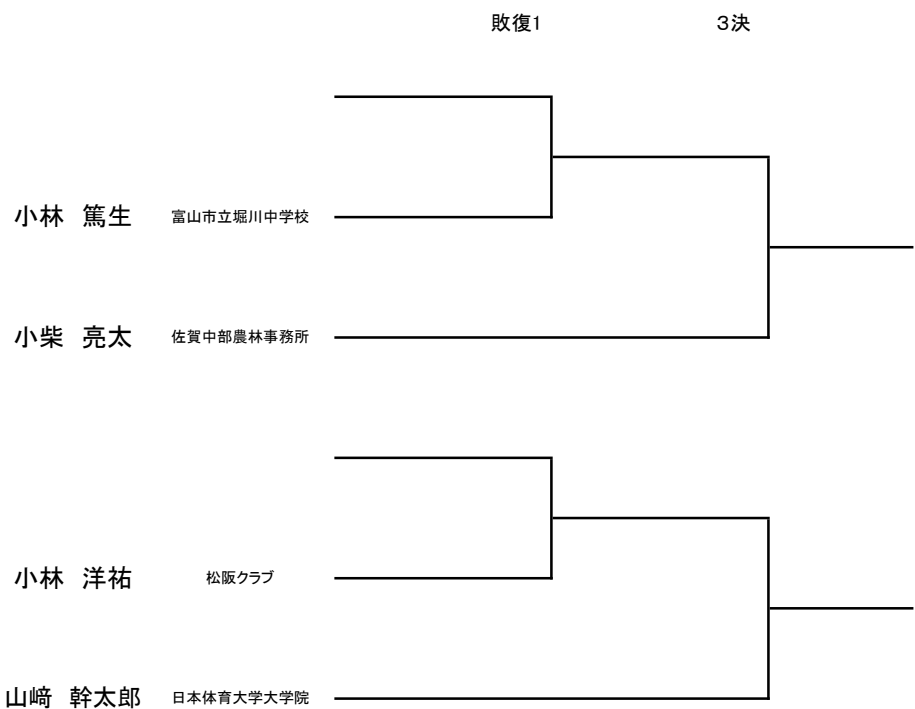 敗復1 3決
小林 篤生 富山市立堀川中学校
小柴 亮太 佐賀中部農林事務所
小林 洋祐 松阪クラブ
山﨑 幹太郎 日本体育大学大学院